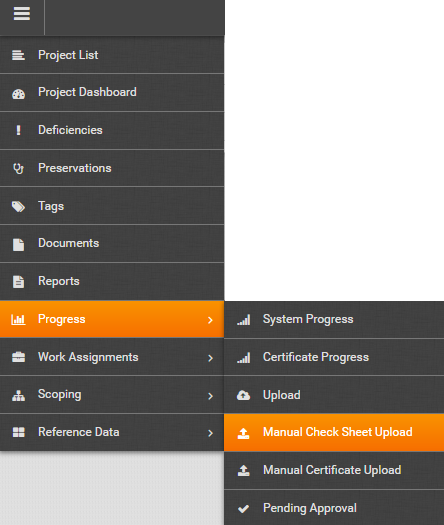 Project List
Project Dashboard
Deficiencies
Preservations
Tags
Documents
Reports
Progress
Work Assignments
Scoping
Reference Data
System Progress
Certificate Progress
Upload
Manual Check Sheet Upload
Manual Certificate Upload
Pending Approval